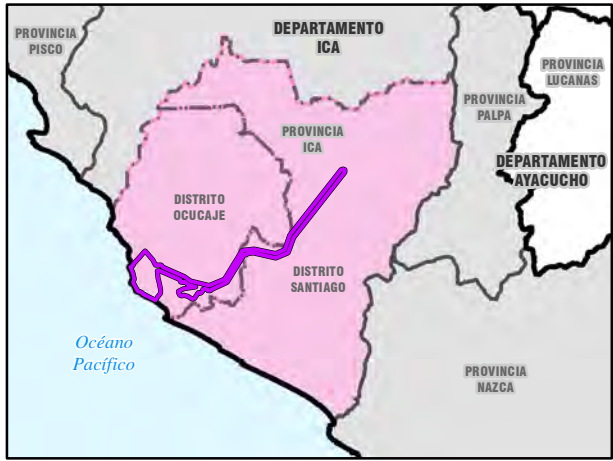 PROVINCIA
PISCO
DEPARTAMENTO
ICA
PROVINCIA
LUCANAS
PROVINCIA
PALPA
PROVINCIA
ICA
DEPARTAMENTO
AYACUCHO
DISTRITO
OCUCAJE
DISTRITO
SANTIAGO
Océano
Pacífico
PROVINCIA
NAZCA